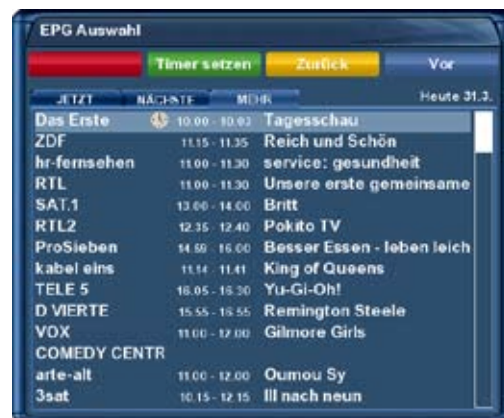 EPG Auswahl
Timer setzen Zurück Vor
JETZT NÄCHSTE MEHR Heute 31.3.
Das Erste 10.00 - 10.03 Tagesschau
ZDF 11.15 - 11.35 Reich und Schön
hr-fernsehen 11.00 - 11.30 service: gesundheit
RTL 11.00 - 11.30 Unsere erste gemeinsame
SAT.1 13.00 - 14.00 Britt
RTL2 12.35 - 12.40 Pokito TV
ProSieben 14.59 - 16.00 Besser Essen - leben leich
kabel eins 11.14 - 11.41 King of Queens
TELE 5 16.05 - 16.30 Yu-Gi-Oh!
D VIERTE 15.55 - 16.55 Remington Steele
VOX 11.00 - 12.00 Gilmore Girls
COMEDY CENTR
arte-alt 11.00 - 12.00 Oumou Sy
3sat 10.15 - 12.15 III nach neun